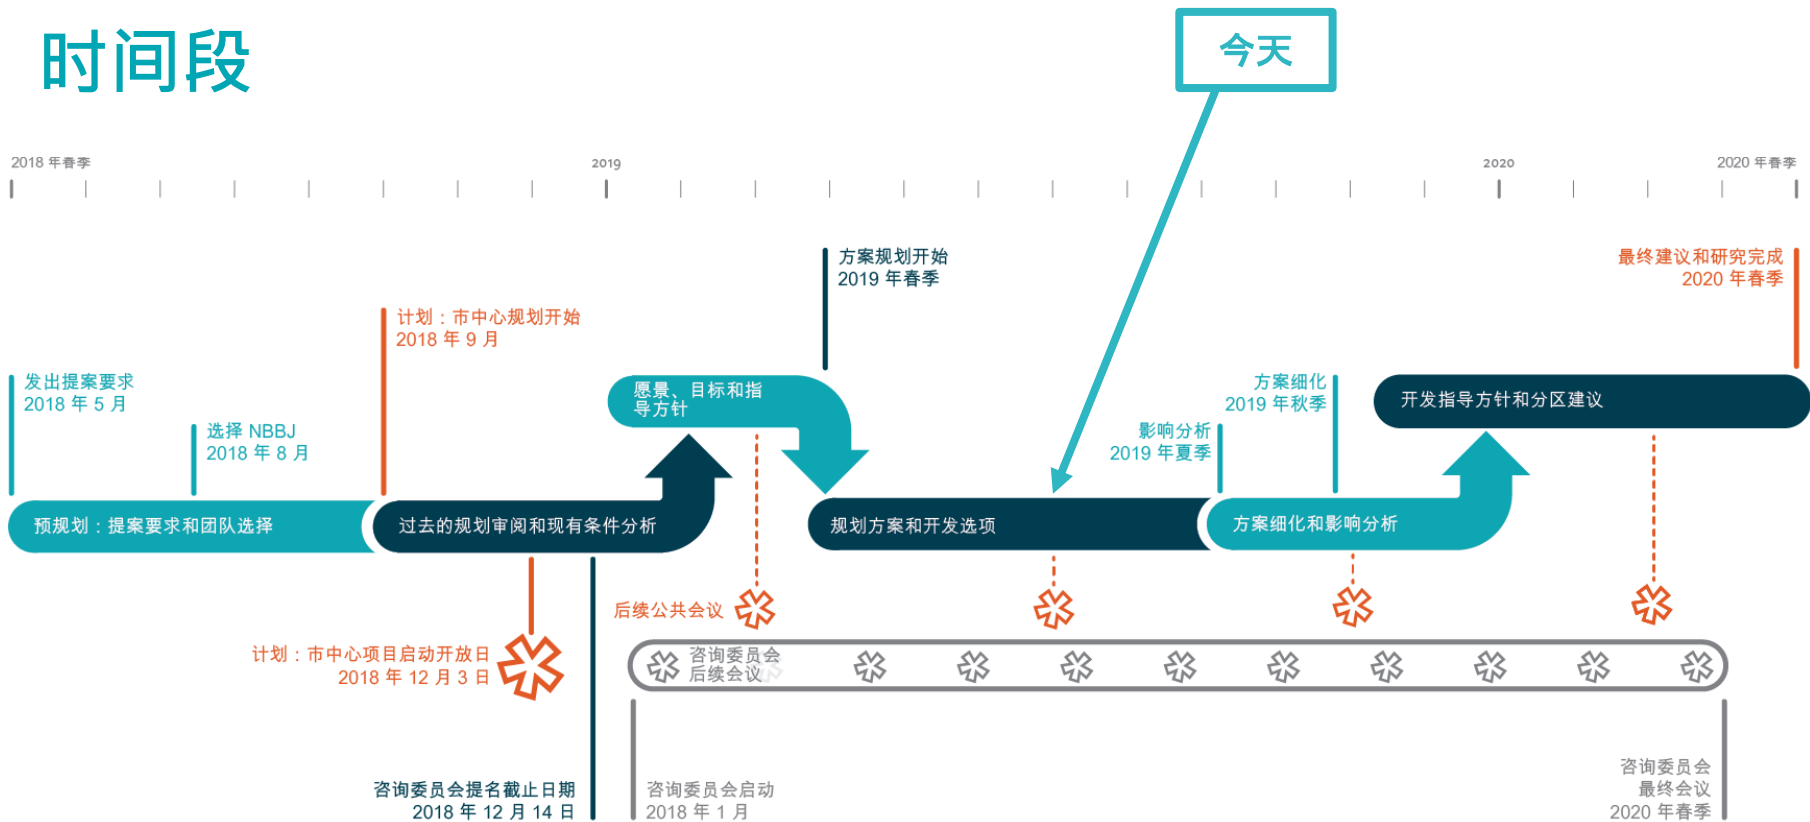 时间段
今天
2018 年春季
2019
2020
2020 年春季
方案规划开始
2019 年春季
最终建议和研究完成
2020 年春季
计划：市中心规划开始
2018 年 9 月
发出提案要求
2018 年 5 月
选择 NBBJ
2018 年 8 月
愿景、目标和指
导方针
方案细化
2019 年秋季
影响分析
2019 年夏季
开发指导方针和分区建议
预规划：提案要求和团队选择
过去的规划审阅和现有条件分析
规划方案和开发选项
方案细化和影响分析
后续公共会议
计划：市中心项目启动开放日
2018 年 12 月 3 日
咨询委员会
后续会议
咨询委员会提名截止日期
2018 年 12 月 14 日
咨询委员会启动
2018 年 1 月
咨询委员会
最终会议
2020 年春季